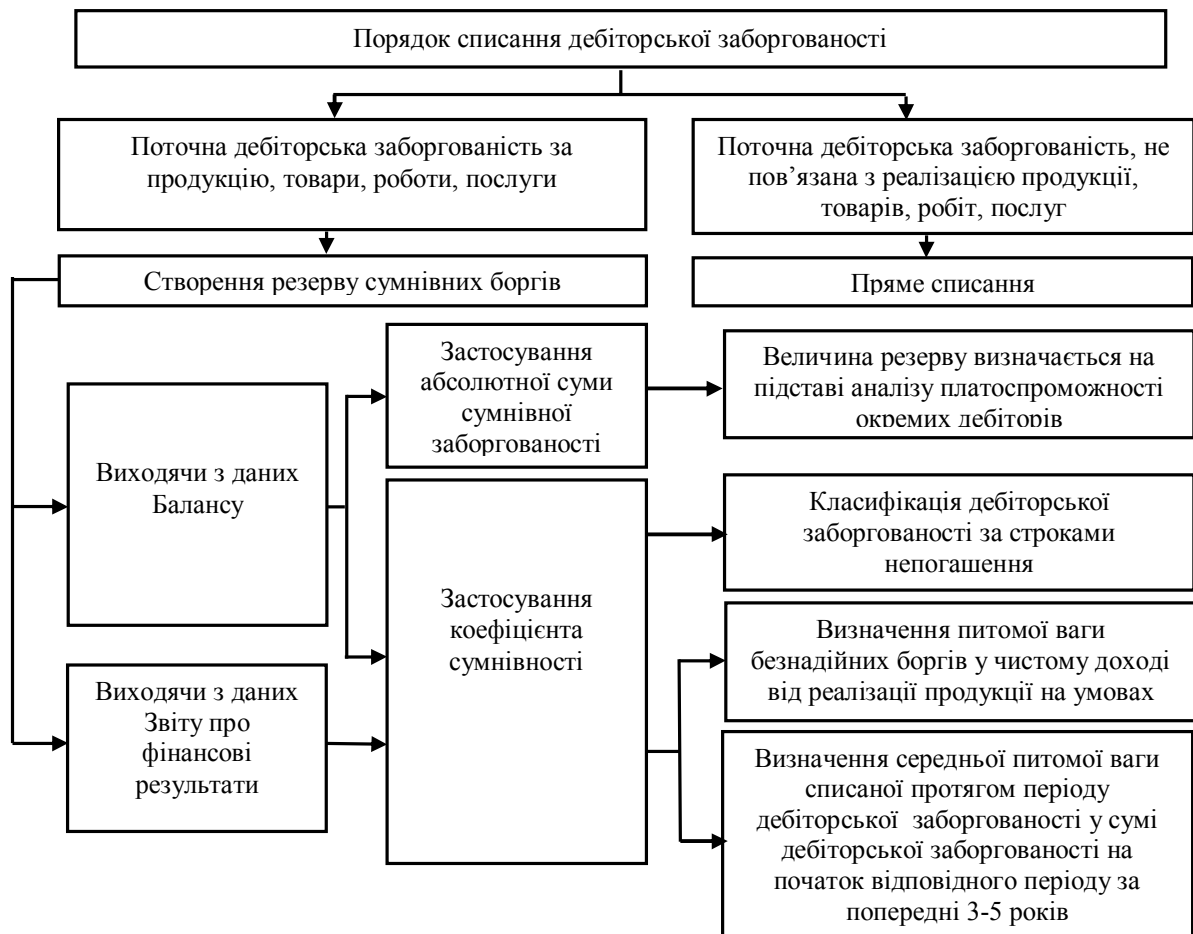 Порядок списання дебіторської заборгованості
Поточна дебіторська заборгованість за
продукцію, товари, роботи, послуги
Поточна дебіторська заборгованість, не
пов’язана з реалізацією продукції,
товарів, робіт, послуг
Створення резерву сумнівних боргів
Пряме списання
Застосування
абсолютної суми
сумнівної
заборгованості
Величина резерву визначається на
підставі аналізу платоспроможності
окремих дебіторів
Виходячи з даних
Балансу
Класифікація дебіторської
заборгованості за строками
непогашення
Застосування
коефіцієнта
сумнівності
Визначення питомої ваги
безнадійних боргів у чистому доході
від реалізації продукції на умовах
Виходячи з даних
Звіту про
фінансові
результати
Визначення середньої питомої ваги
списаної протягом періоду
дебіторської заборгованості у сумі
дебіторської заборгованості на
початок відповідного періоду за
попередні 3-5 років